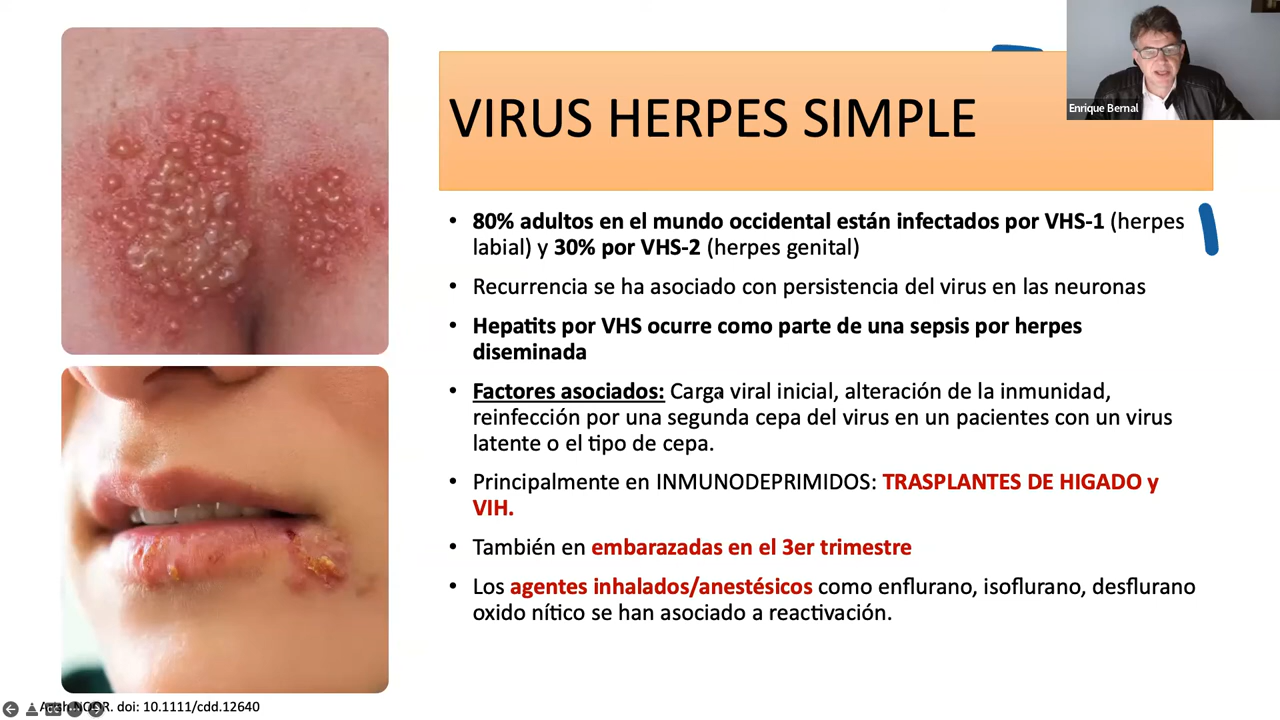 Enrique Bernal
VIRUS HERPES SIMPLE
• 80% adultos en el mundo occidental están infectados por VHS-1 (herpes
labial) y 30% por VHS-2 (herpes genital)
• Recurrencia se ha asociado con persistencia del virus en las neuronas
• Hepatits por VHS ocurre como parte de una sepsis por herpes
diseminada
• Factores asociados: Carga viral inicial, alteración de la inmunidad,
reinfección por una segunda cepa del virus en un pacientes con un virus
latente o el tipo de cepa.
• Principalmente en INMUNODEPRIMIDOS: TRASPLANTES DE HIGADO y
VIH.
• También en embarazadas en el 3er trimestre
• Los agentes inhalados/anestésicos como enflurano, isoflurano, desflurano
oxido nítico se han asociado a reactivación.
doi: 10.1111/cdd.12640